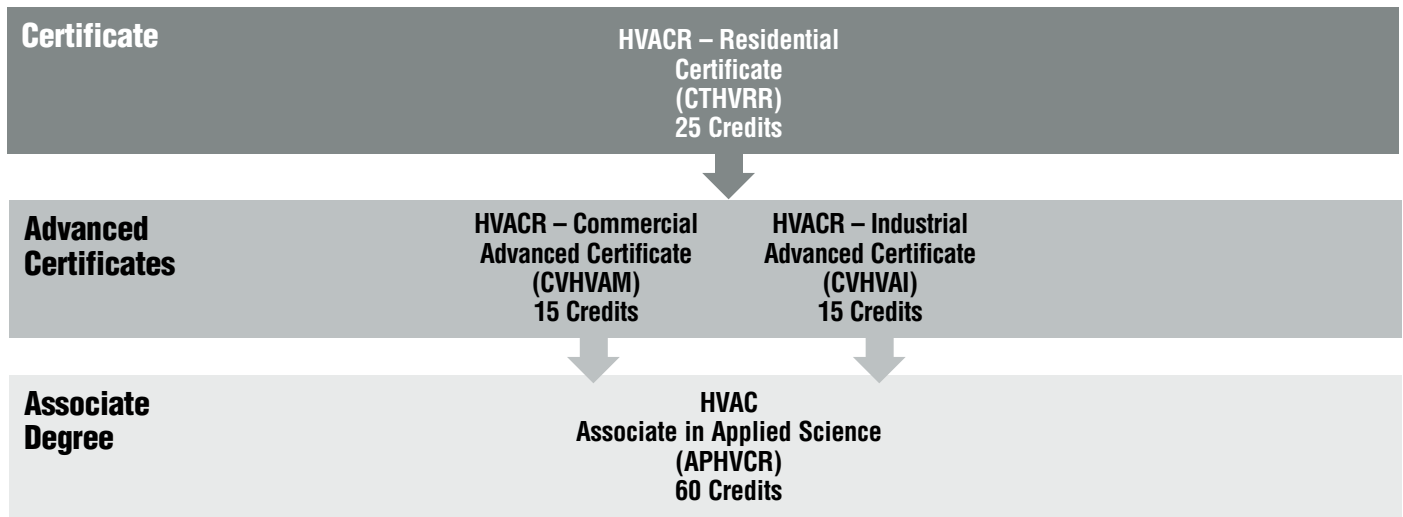 Certificate
HVACR – Residential
Certificate
(CTHVRR)
25 Credits
Advanced
Certificates
HVACR – Commercial
Advanced Certificate
(CVHVAM)
15 Credits
HVACR – Industrial
Advanced Certificate
(CVHVAI)
15 Credits
Associate
Degree
HVAC
Associate in Applied Science
(APHVCR)
60 Credits